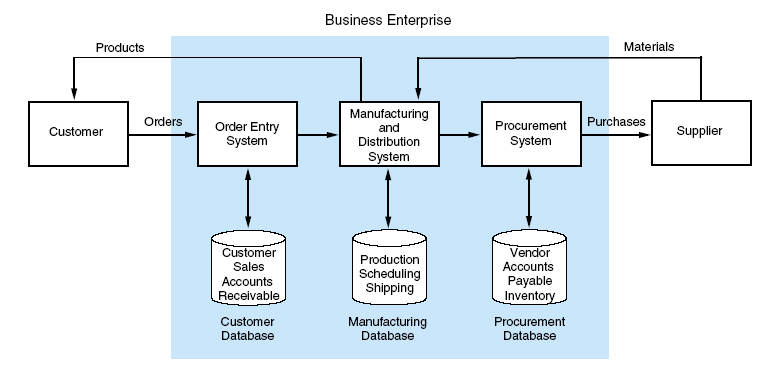 Business Enterprise
Products
Materials
Customer
Orders
Order Entry
System
Manufacturing
and
Distribution
System
Procurement
System
Purchases
Supplier
Customer
Sales
Accounts
Receivable
Production
Scheduling
Shipping
Vendor
Accounts
Payable
Inventory
Customer
Database
Manufacturing
Database
Procurement
Database